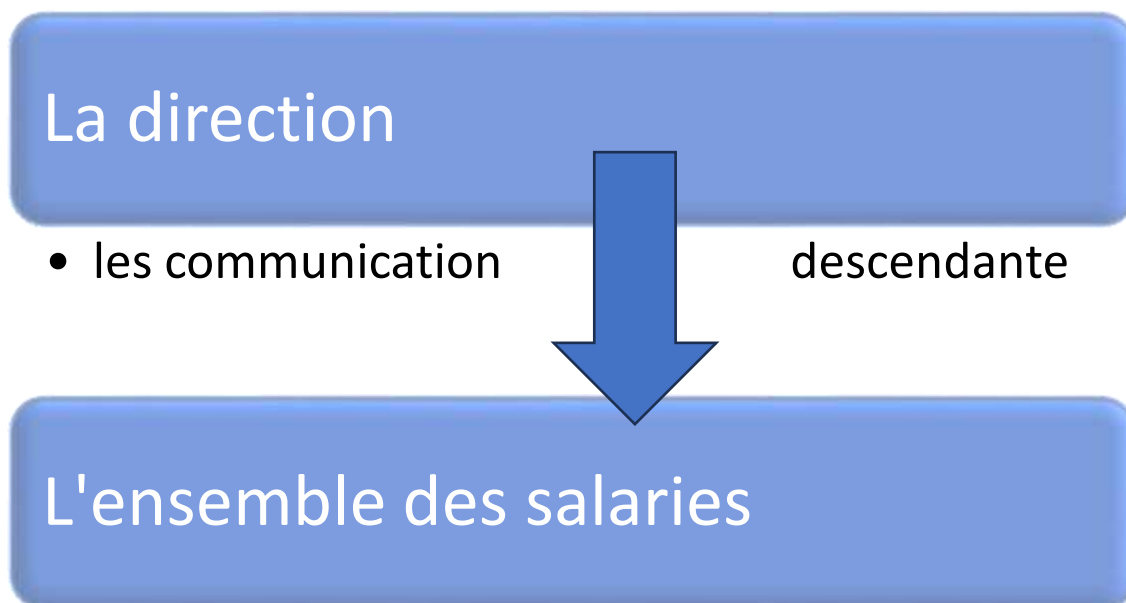 La direction
• les communication descendante
L'ensemble des salaries